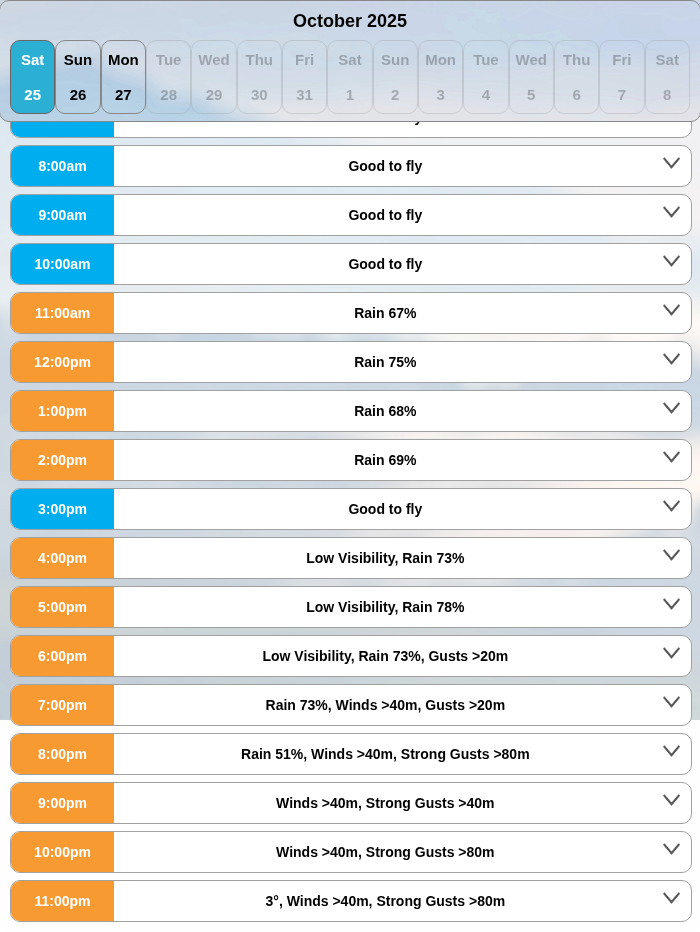 October 2025
Sat Sun Mon Tue Wed Thu Fri Sat Sun Mon Tue Wed Thu Fri Sat
25 26 27 28 29 30 31 1 2 3 4 5 6 7 8
8:00am Good to fly
9:00am Good to fly
10:00am Good to fly
11:00am Rain 67%
12:00pm Rain 75%
1:00pm Rain 68%
2:00pm Rain 69%
3:00pm Good to fly
4:00pm Low Visibility, Rain 73%
5:00pm Low Visibility, Rain 78%
6:00pm Low Visibility, Rain 73%, Gusts >20m
7:00pm Rain 73%, Winds >40m, Gusts >20m
8:00pm Rain 51%, Winds >40m, Strong Gusts >80m
9:00pm Winds >40m, Strong Gusts >40m
10:00pm Winds >40m, Strong Gusts >80m
11:00pm 3°, Winds >40m, Strong Gusts >80m